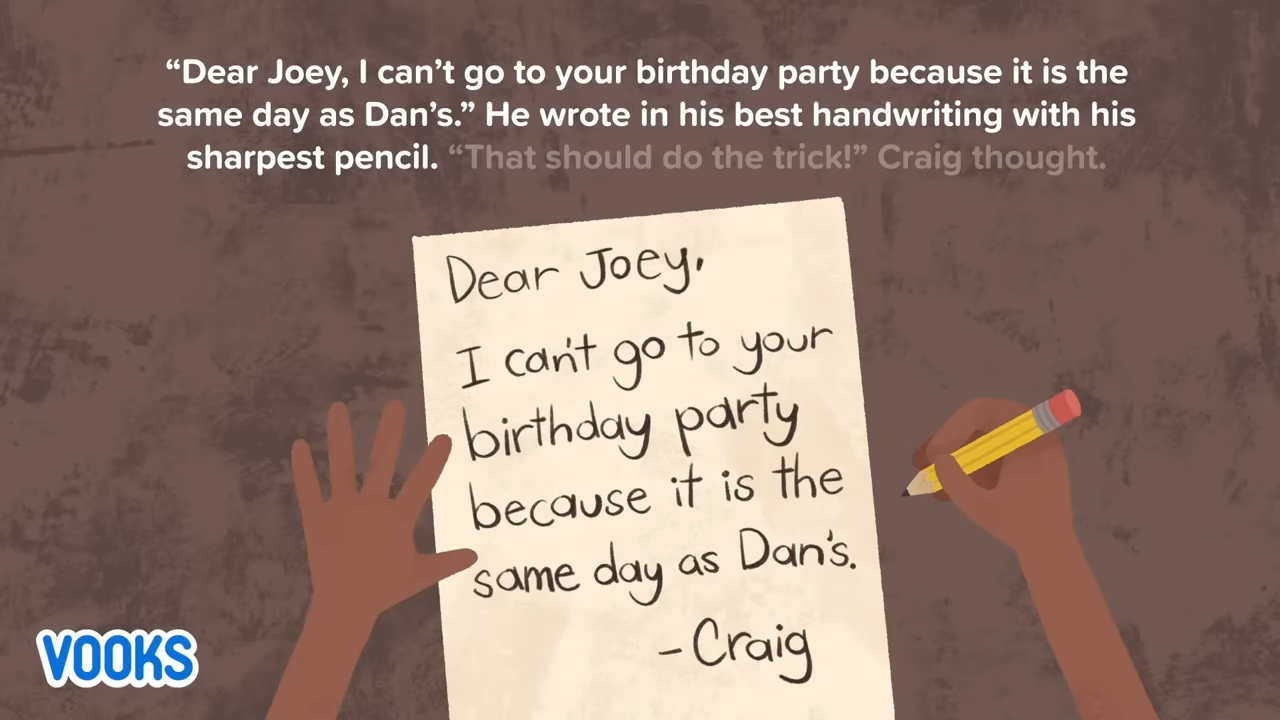 “Dear Joey, I can’t go to your birthday party because it is the
same day as Dan’s.” He wrote in his best handwriting with his
sharpest pencil. “That should do the trick!” Craig thought.
Dear Joey,
I can't go to your
birthday party
because it is the
same day as Dan's.
- Craig
VOOKS